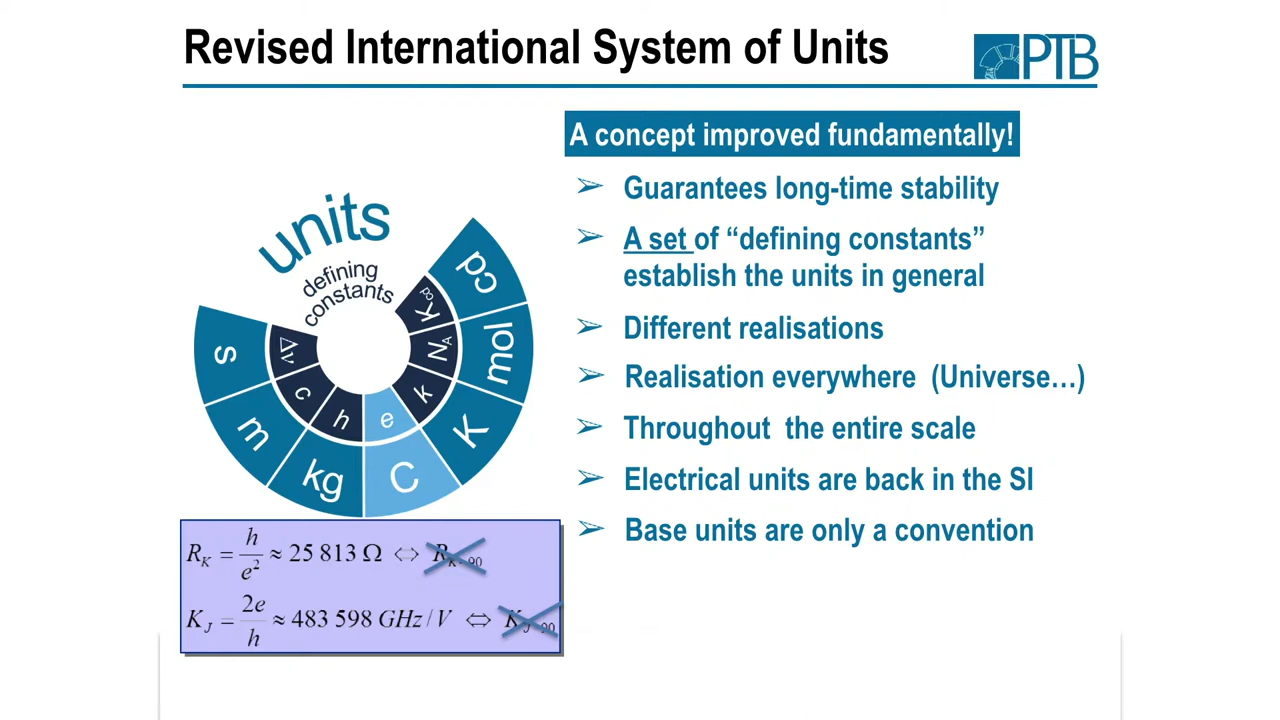 Revised International System of Units
PTB
A concept improved fundamentally!
➢ Guarantees long-time stability
➢ A set of “defining constants”
establish the units in general
➢ Different realisations
➢ Realisation everywhere (Universe…)
➢ Throughout the entire scale
➢ Electrical units are back in the SI
➢ Base units are only a convention
units
defining
constants
s
m
kg
C
K
mol
cd
Δν
c
h
e
k
N_A
K_cd
R_K = h/e² ≈ 25 813 Ω ⇔ R_K-90
K_J = 2e/h ≈ 483 598 GHz / V ⇔ K_J-90